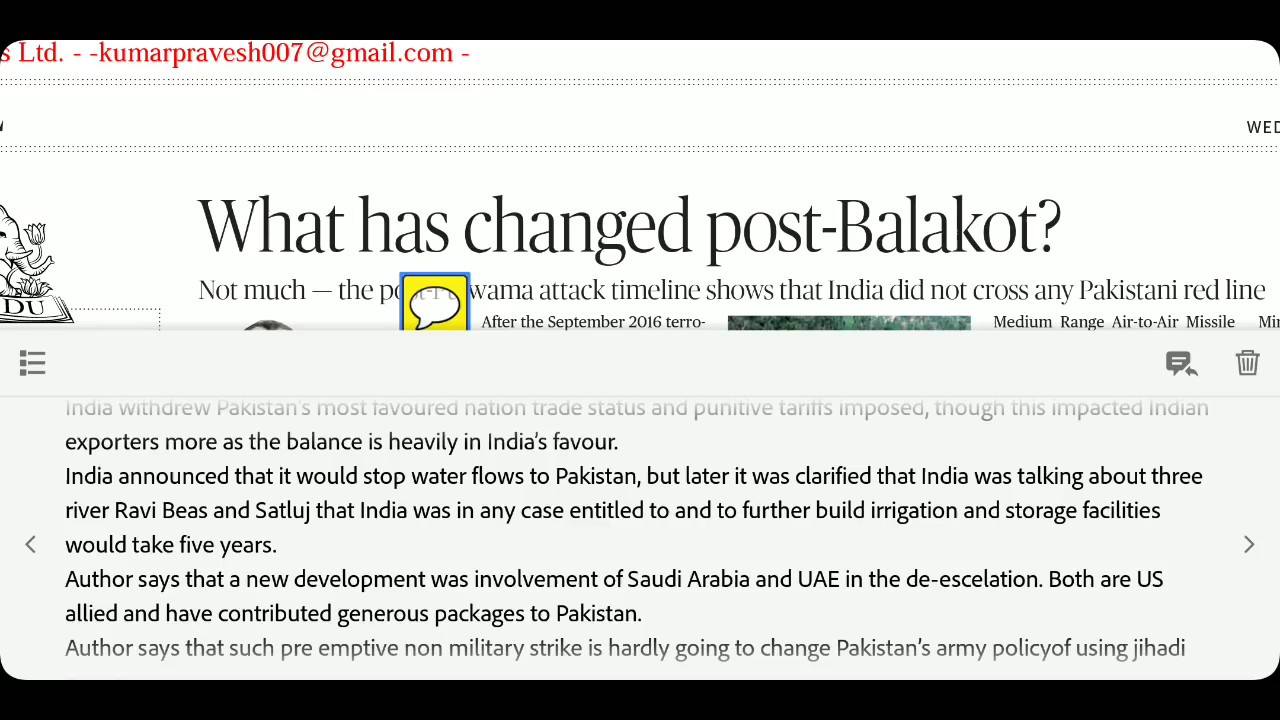 s Ltd. - -kumarpravesh007@gmail.com -
WED
What has changed post-Balakot?
Not much — the post-Pulwama attack timeline shows that India did not cross any Pakistani red line
DU
After the September 2016 terro-
Medium Range Air-to-Air Missile
India withdrew Pakistan's most favoured nation trade status and punitive tariffs imposed, though this impacted Indian
exporters more as the balance is heavily in India's favour.
India announced that it would stop water flows to Pakistan, but later it was clarified that India was talking about three
river Ravi Beas and Satluj that India was in any case entitled to and to further build irrigation and storage facilities
would take five years.
Author says that a new development was involvement of Saudi Arabia and UAE in the de-escelation. Both are US
allied and have contributed generous packages to Pakistan.
Author says that such pre emptive non military strike is hardly going to change Pakistan's army policyof using jihadi